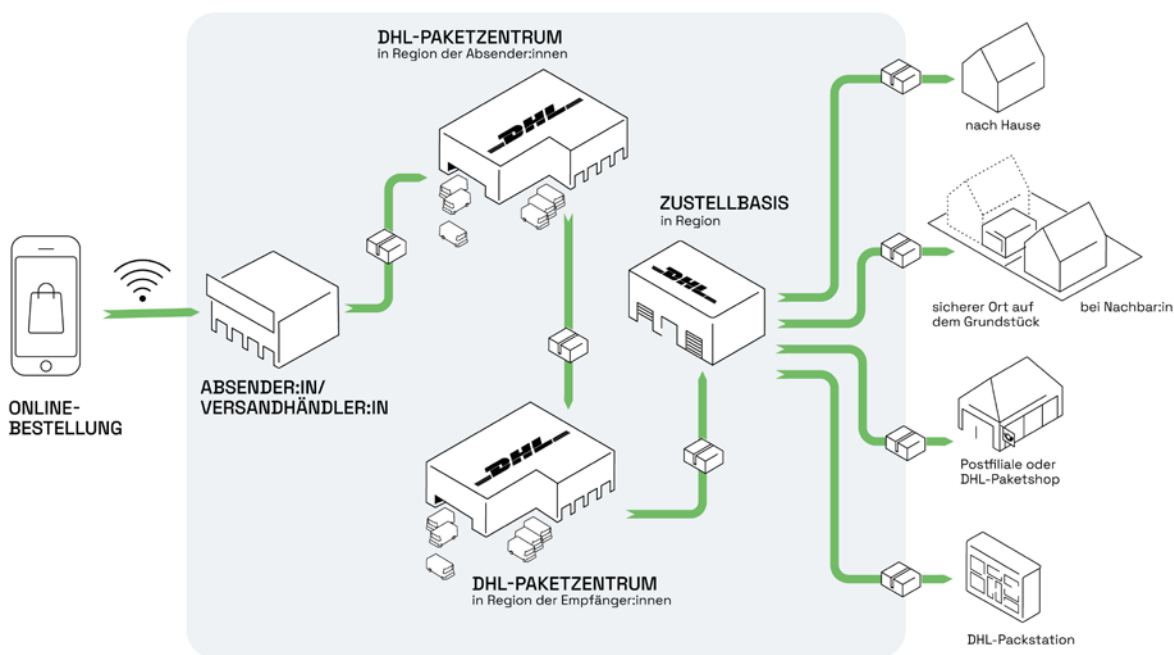 ONLINE-
BESTELLUNG
ABSENDER:IN/
VERSANDHÄNDLER:IN
DHL-PAKETZENTRUM
in Region der Absender:innen
DHL
DHL
DHL-PAKETZENTRUM
in Region der Empfänger:innen
ZUSTELLBASIS
in Region
DHL
nach Hause
sicherer Ort auf
dem Grundstück
bei Nachbar:in
Postfiliale oder
DHL-Paketshop
DHL-Packstation